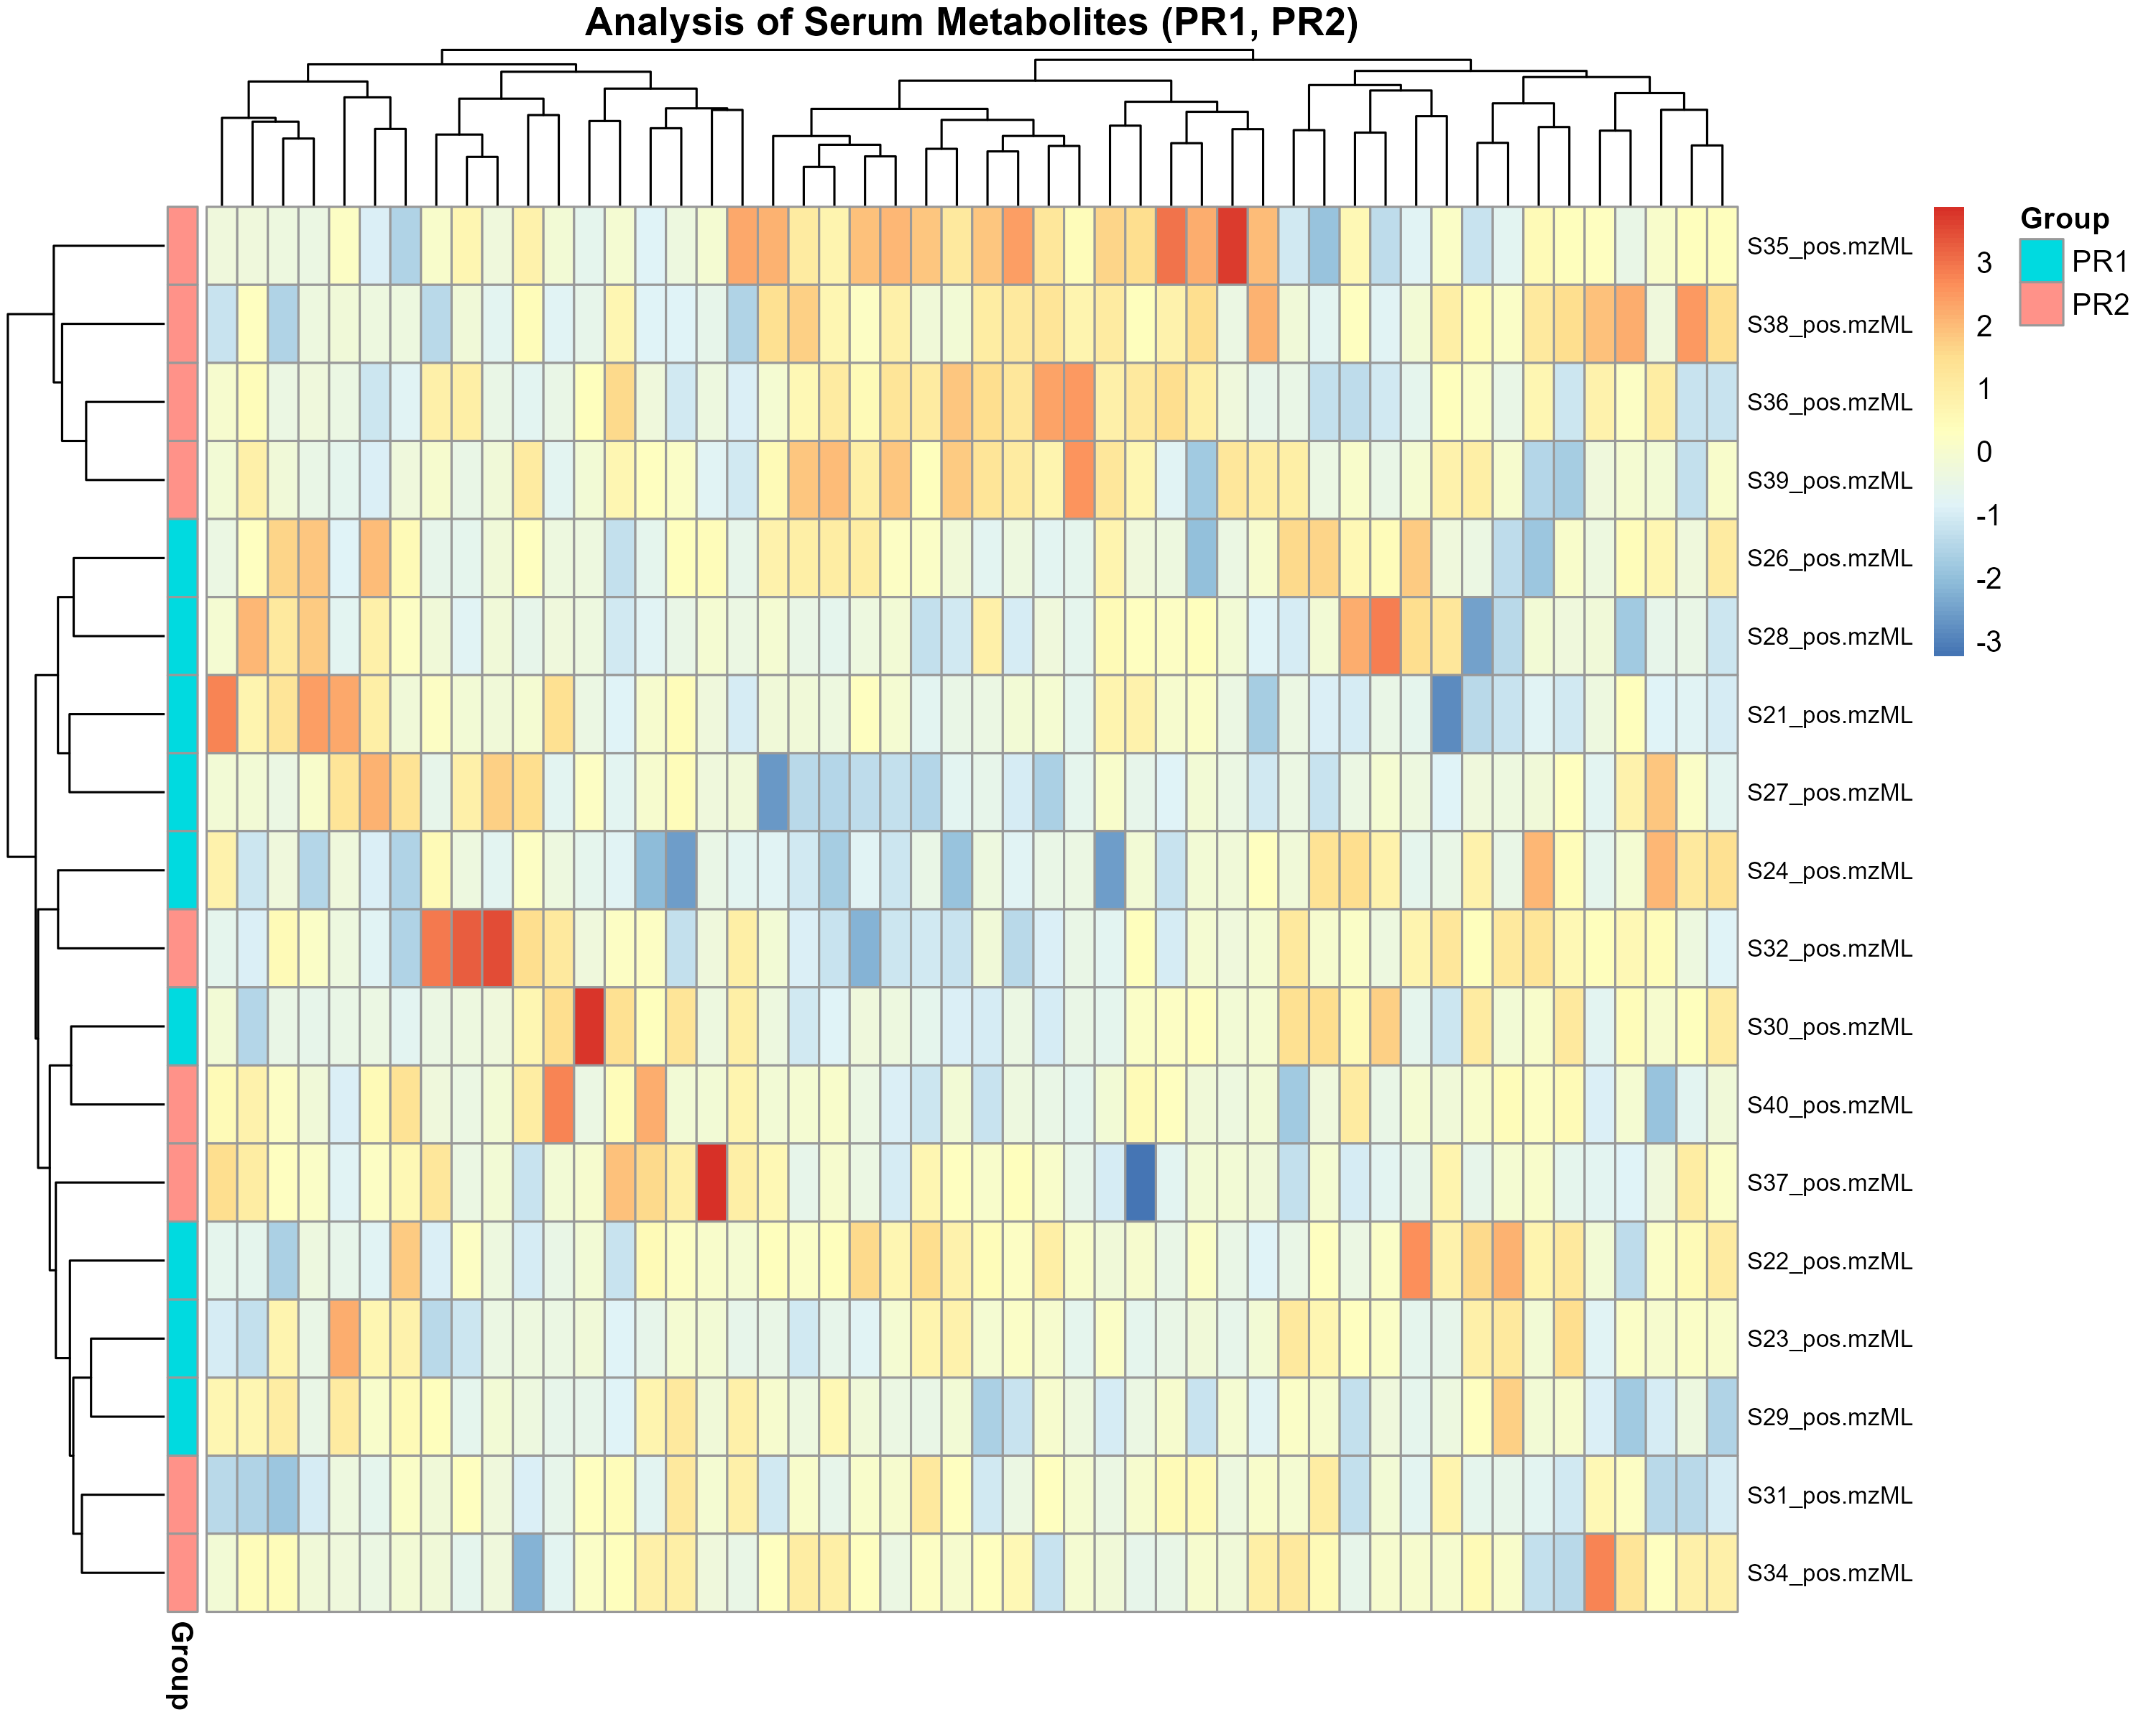 Analysis of Serum Metabolites (PR1, PR2)
S35_pos.mzML
S38_pos.mzML
S36_pos.mzML
S39_pos.mzML
S26_pos.mzML
S28_pos.mzML
S21_pos.mzML
S27_pos.mzML
S24_pos.mzML
S32_pos.mzML
S30_pos.mzML
S40_pos.mzML
S37_pos.mzML
S22_pos.mzML
S23_pos.mzML
S29_pos.mzML
S31_pos.mzML
S34_pos.mzML
3
2
1
0
-1
-2
-3
Group
PR1
PR2
Group